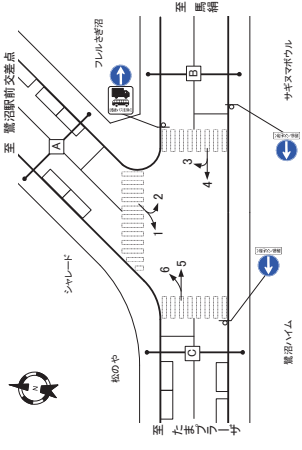 至 鷺沼駅前交差点
至 馬絹
フレルさぎ沼
A
B
シャレード
サギヌマボウル
3
4
2
1
6
5
C
松のや
N
鷺沼ハイム
至 たまプラーザ